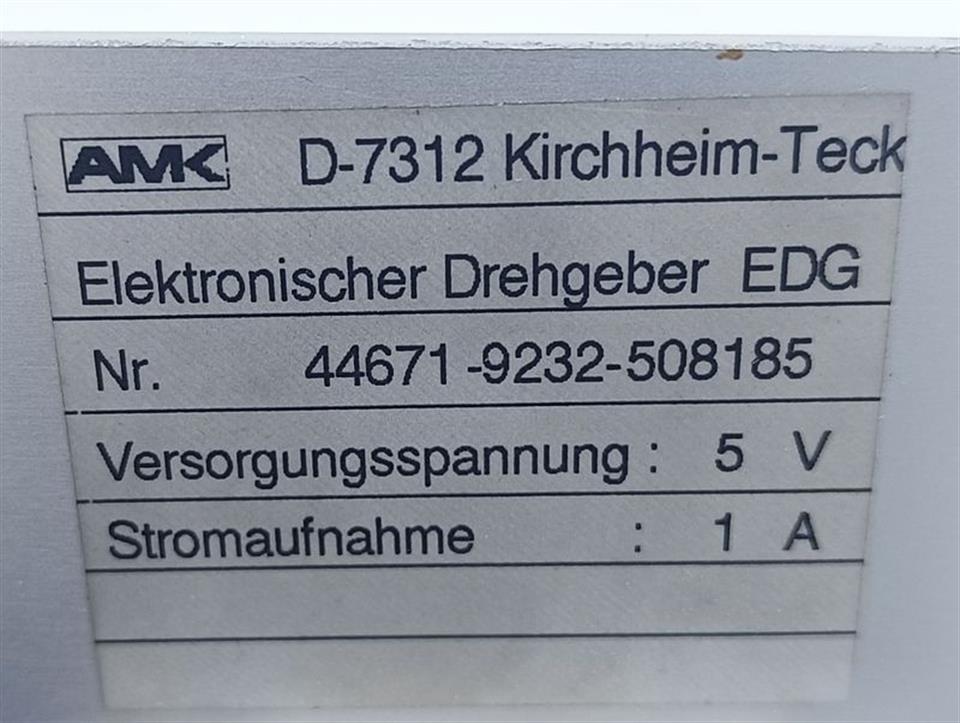 AMK D-7312 Kirchheim-Teck
Elektronischer Drehgeber EDG
Nr. 44671-9232-508185
Versorgungsspannung : 5 V
Stromaufnahme : 1 A